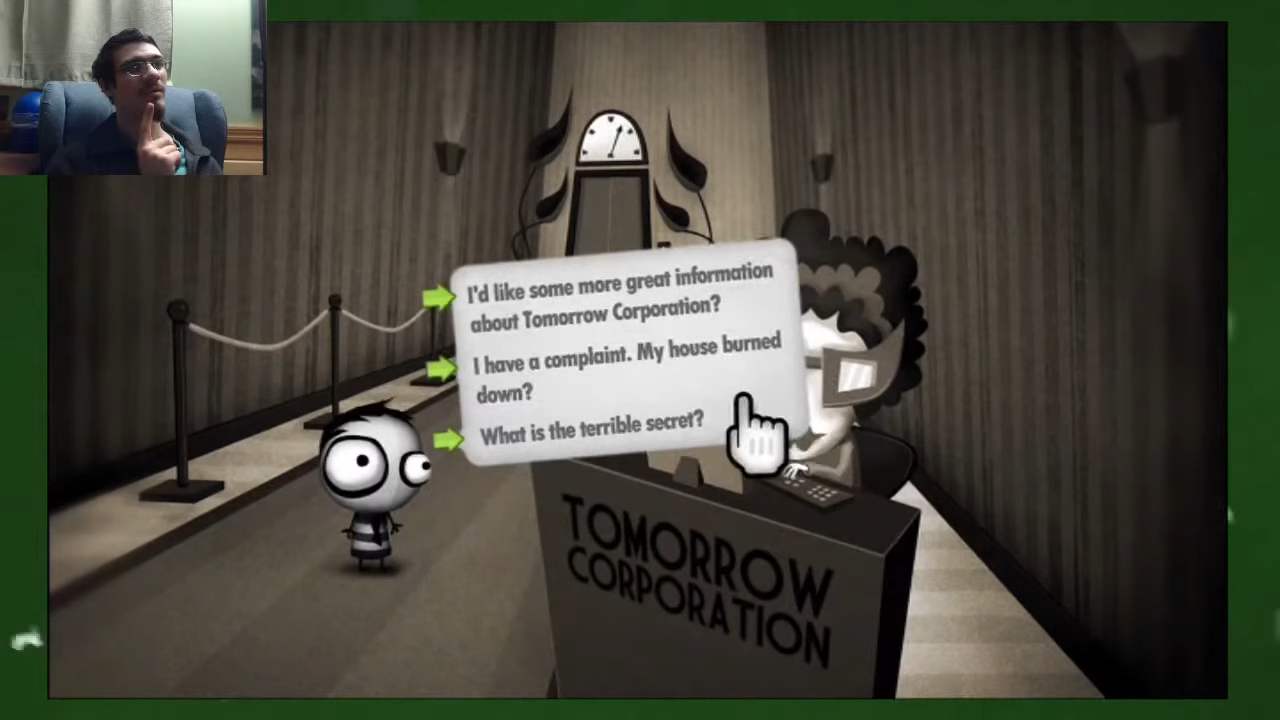 I'd like some more great information
about Tomorrow Corporation?
I have a complaint. My house burned
down?
What is the terrible secret?
TOMORROW
CORPORATION